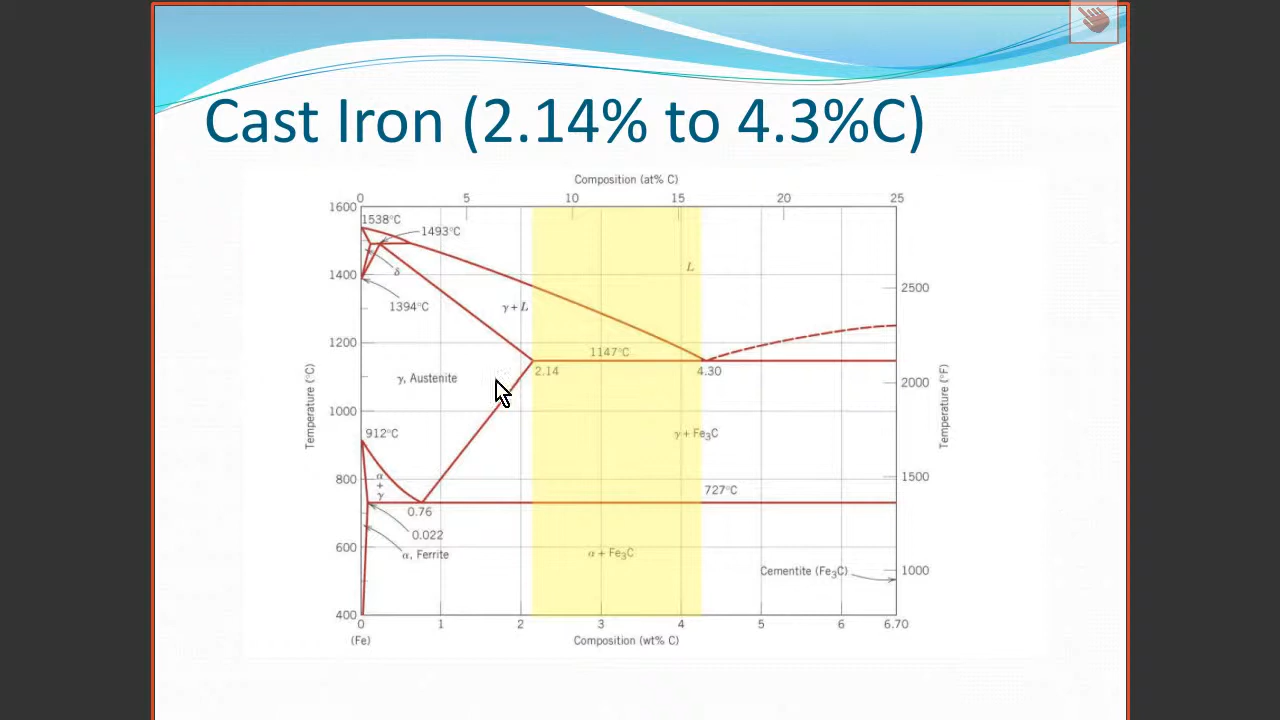 Cast Iron (2.14% to 4.3%C)
Composition (at% C)
0 5 10 15 20 25
1600
1538°C
1493°C
δ
L
1400
2500
1394°C
γ + L
1200
1147°C
2.14
4.30
γ, Austenite
2000
Temperature (°C)
Temperature (°F)
1000
912°C
γ + Fe₃C
800
α
+
γ
1500
727°C
0.76
0.022
600
α, Ferrite
α + Fe₃C
Cementite (Fe₃C)
1000
400
0 1 2 3 4 5 6 6.70
(Fe)
Composition (wt% C)